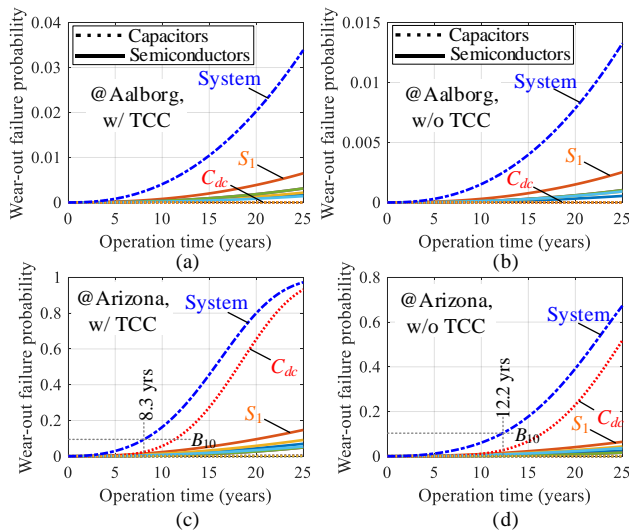 0.04
0.03
0.02
0.01
0
Wear-out failure probability
Capacitors
Semiconductors
System
@Aalborg,
w/ TCC
S1
Cdc
0 5 10 15 20 25
Operation time (years)
(a)
0.015
0.01
0.005
0
Wear-out failure probability
Capacitors
Semiconductors
System
@Aalborg,
w/o TCC
S1
Cdc
0 5 10 15 20 25
Operation time (years)
(b)
1
0.8
0.6
0.4
0.2
0
Wear-out failure probability
@Arizona,
w/ TCC
System
Cdc
8.3 yrs
S1
B10
0 5 10 15 20 25
Operation time (years)
(c)
0.8
0.6
0.4
0.2
0
Wear-out failure probability
@Arizona,
w/o TCC
System
12.2 yrs
Cdc
S1
B10
0 5 10 15 20 25
Operation time (years)
(d)